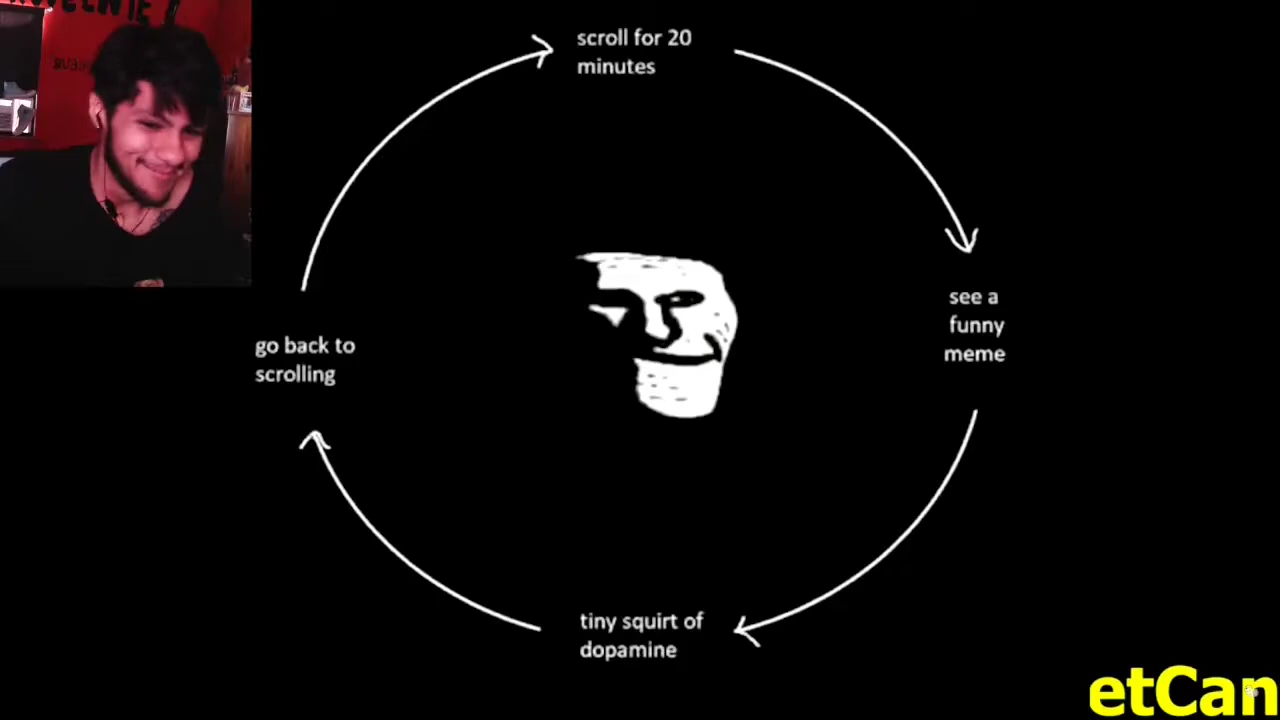 scroll for 20
minutes
see a
funny
meme
go back to
scrolling
tiny squirt of
dopamine
etCan